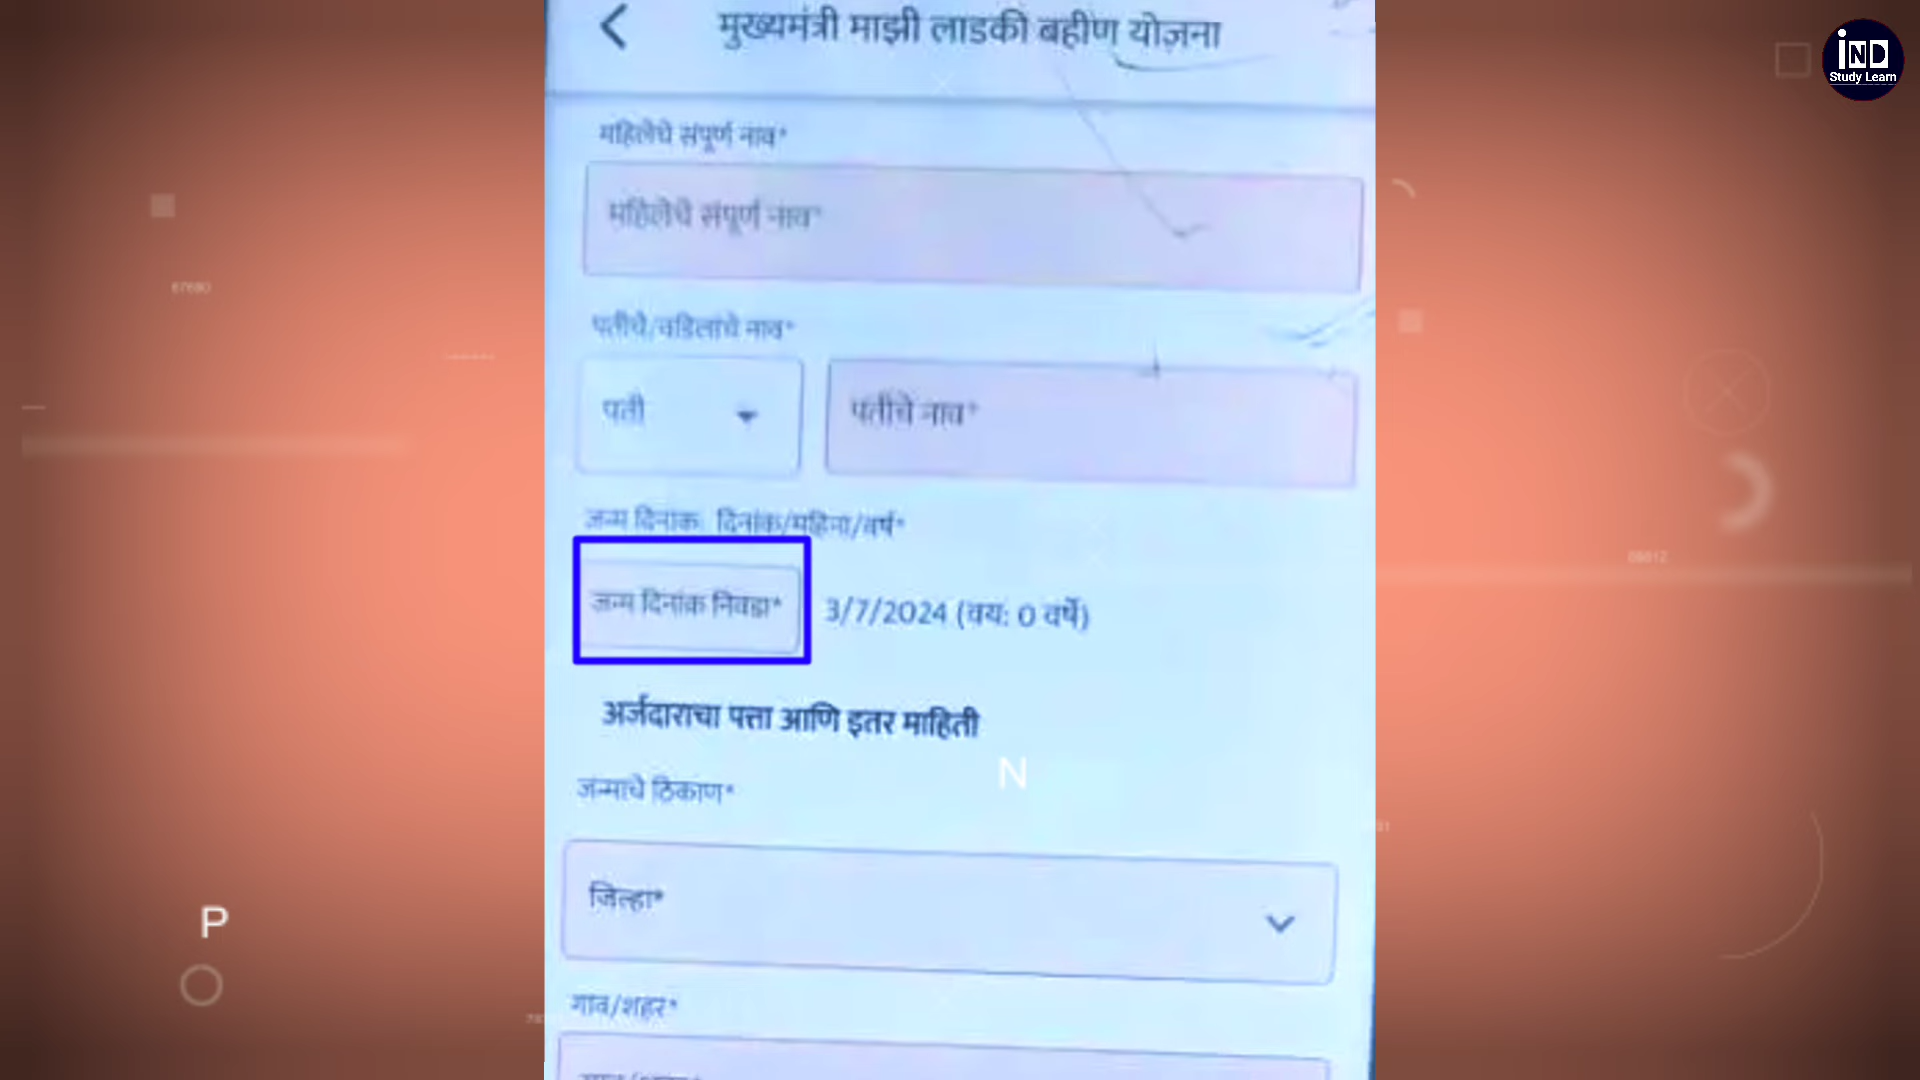 iND
Study Learn
मुख्यमंत्री माझी लाडकी बहीण योजना
महिलेचे संपूर्ण नाव*
महिलेचे संपूर्ण नाव*
पतीचे/वडिलांचे नाव*
पती
पतीचे नाव*
जन्म दिनांक: दिनांक/महिना/वर्ष*
जन्म दिनांक निवडा*
3/7/2024 (वय: 0 वर्षे)
अर्जदाराचा पत्ता आणि इतर माहिती
N
जन्माचे ठिकाण*
जिल्हा*
P
गाव/शहर*